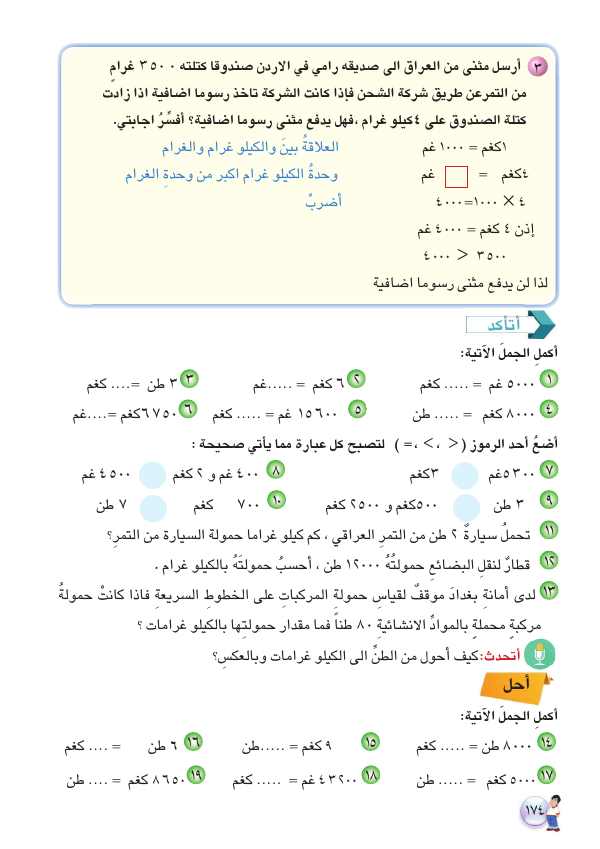 ٣ أرسل مثنى من العراق الى صديقه رامي في الاردن صندوقا كتلته ٣٥٠٠ غرامٍ
من التمرعن طريق شركة الشحن فإذا كانت الشركة تاخذ رسوما اضافية اذا زادت
كتلة الصندوق على ٤كيلو غرام ،فهل يدفع مثنى رسوما اضافية؟ أفسِّرُ اجابتي.
١كغم = ١٠٠٠ غم العلاقةُ بينَ والكيلو غرام والغرام
٤كغم = غم وحدةُ الكيلو غرام اكبر من وحدةِ الغرام
٤ × ١٠٠٠=٤٠٠٠ أضربُ
إذن ٤ كغم = ٤٠٠٠ غم
٣٥٠٠ < ٤٠٠٠
لذا لن يدفع مثنى رسوما اضافية
أتأكد
أكملِ الجملَ الآتية:
١ ٥٠٠٠ غم = ..... كغم ٢ ٦ كغم = .....غم ٣ ٣ طن =.... كغم
٤ ٨٠٠٠ كغم = ..... طن ٥ ١٥٦٠٠ غم = ..... كغم ٦ ٦٧٥٠كغم =....غم
أضعُ أحد الرموز ( < ، > ، = ) لتصبح كل عبارة مما يأتي صحيحة :
٧ ٥٣٠٠غم ٣كغم ٨ ٤٠٠ غم و ٢ كغم ٤٥٠٠ غم
٩ ٣ طن ٥٠٠كغم و ٢٥٠٠ كغم ١٠ ٧٠٠ كغم ٧ طن
١١ تحملُ سيارةٌ ٢ طن من التمرِ العراقي ، كم كيلو غراما حمولة السيارة من التمرِ؟
١٢ قطارٌ لنقلِ البضائعِ حمولتُهُ ١٢٠٠٠ طن ، أحسبُ حمولتَهُ بالكيلو غرام .
١٣ لدى أمانةِ بغدادَ موقفٌ لقياسِ حمولةِ المركباتِ على الخطوطِ السريعةِ فاذا كانتْ حمولةُ
مركبةٍ محملةٍ بالموادِ الانشائيةِ ٨٠ طناً فما مقدار حمولتِها بالكيلو غرامات ؟
أتحدث:كيف أحول من الطنِّ الى الكيلو غرامات وبالعكسِ؟
أحل
أكملِ الجملَ الآتية:
١٤ ٨٠٠٠ طن = ..... كغم ١٥ ٩ كغم = .....طن ١٦ ٦ طن = .... كغم
١٧ ٥٠٠٠ كغم = ..... طن ١٨ ٤٣٢٠٠ غم = ..... كغم ١٩ ٨٦٥٠ كغم = .... طن
١٧٤